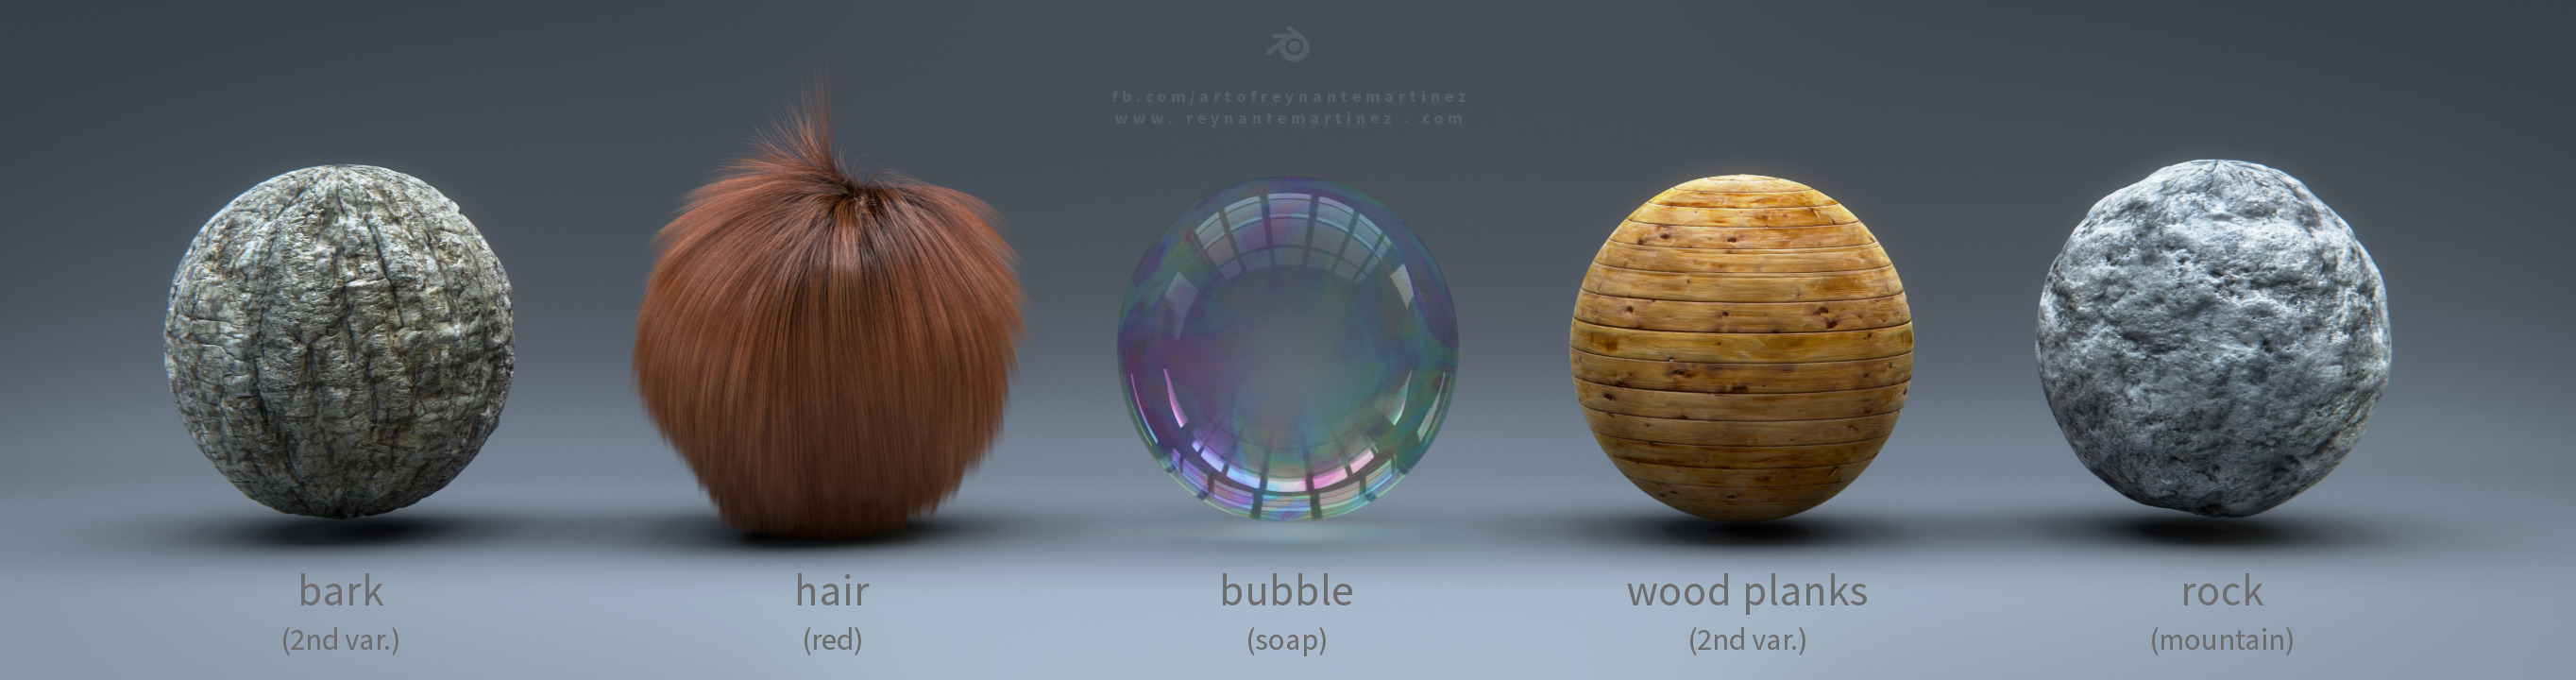 fb.com/artofreynantemartinez
www. reynantemartinez . com
bark
(2nd var.)
hair
(red)
bubble
(soap)
wood planks
(2nd var.)
rock
(mountain)